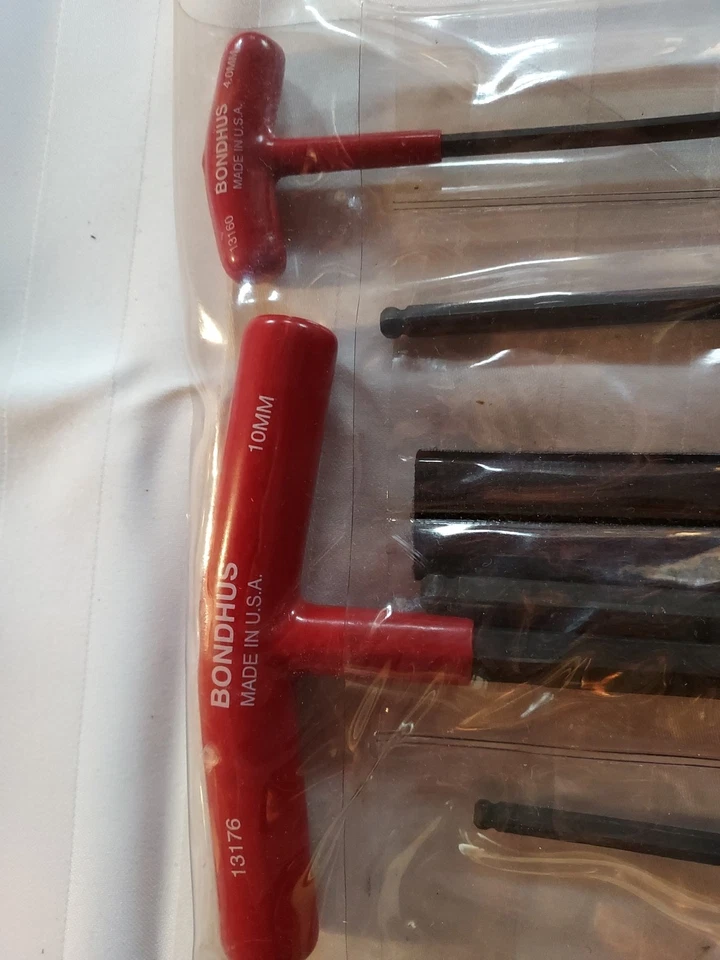 4.0MM
BONDHUS
MADE IN U.S.A.
13160
10MM
BONDHUS
MADE IN U.S.A.
13176